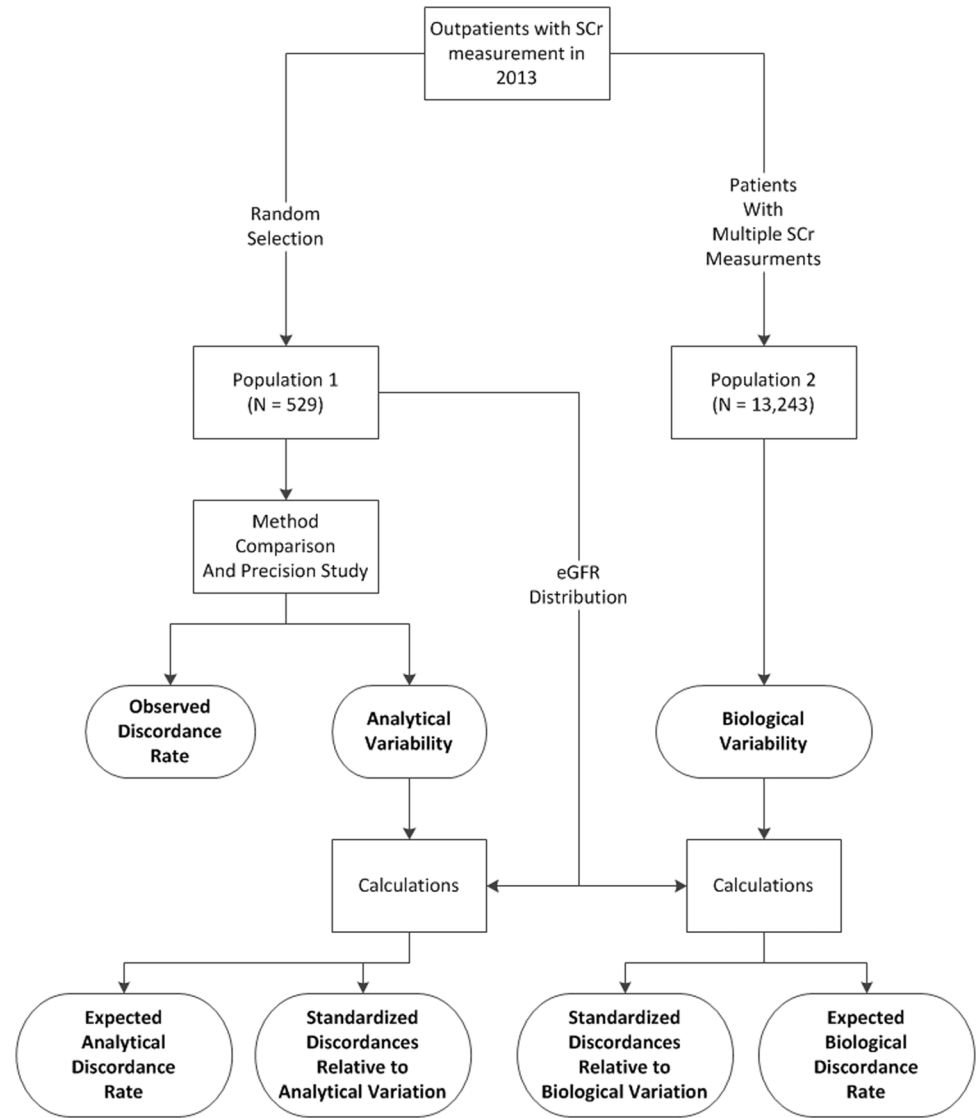 Outpatients with SCr
measurement in
2013
Random
Selection
Patients
With
Multiple SCr
Measurments
Population 1
(N = 529)
Population 2
(N = 13,243)
Method
Comparison
And Precision Study
eGFR
Distribution
Observed
Discordance
Rate
Analytical
Variability
Biological
Variability
Calculations
Calculations
Expected
Analytical
Discordance
Rate
Standardized
Discordances
Relative to
Analytical Variation
Standardized
Discordances
Relative to
Biological Variation
Expected
Biological
Discordance
Rate